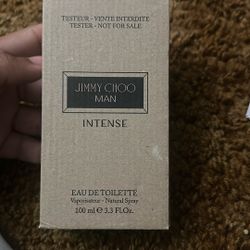 TESTEUR - VENTE INTERDITE
TESTER - NOT FOR SALE
JIMMY CHOO
MAN
INTENSE
EAU DE TOILETTE
Vaporisateur - Natural Spray
100 ml ℮ 3.3 Fl.Oz.